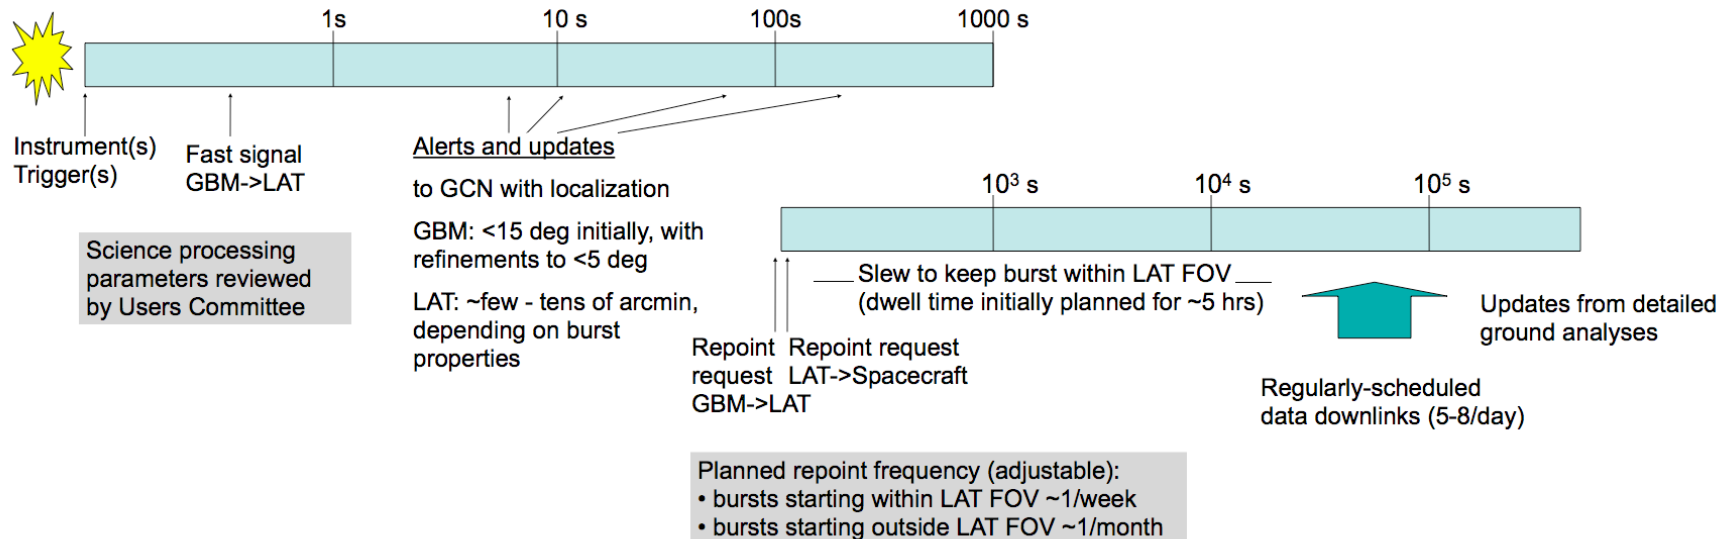 1s
10 s
100s
1000 s
Instrument(s)
Trigger(s)
Fast signal
GBM->LAT
Alerts and updates
to GCN with localization
GBM: <15 deg initially, with
refinements to <5 deg
LAT: ~few - tens of arcmin,
depending on burst
properties
Science processing
parameters reviewed
by Users Committee
10³ s
10⁴ s
10⁵ s
Slew to keep burst within LAT FOV
(dwell time initially planned for ~5 hrs)
Repoint
request
GBM->LAT
Repoint request
LAT->Spacecraft
Updates from detailed
ground analyses
Regularly-scheduled
data downlinks (5-8/day)
Planned repoint frequency (adjustable):
• bursts starting within LAT FOV ~1/week
• bursts starting outside LAT FOV ~1/month